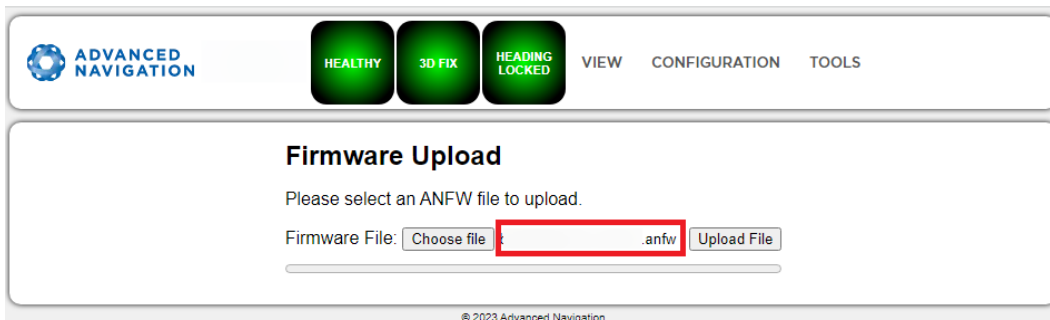 ADVANCED
NAVIGATION
HEALTHY
3D FIX
HEADING
LOCKED
VIEW
CONFIGURATION
TOOLS
Firmware Upload
Please select an ANFW file to upload.
Firmware File: Choose file .anfw Upload File
© 2023 Advanced Navigation